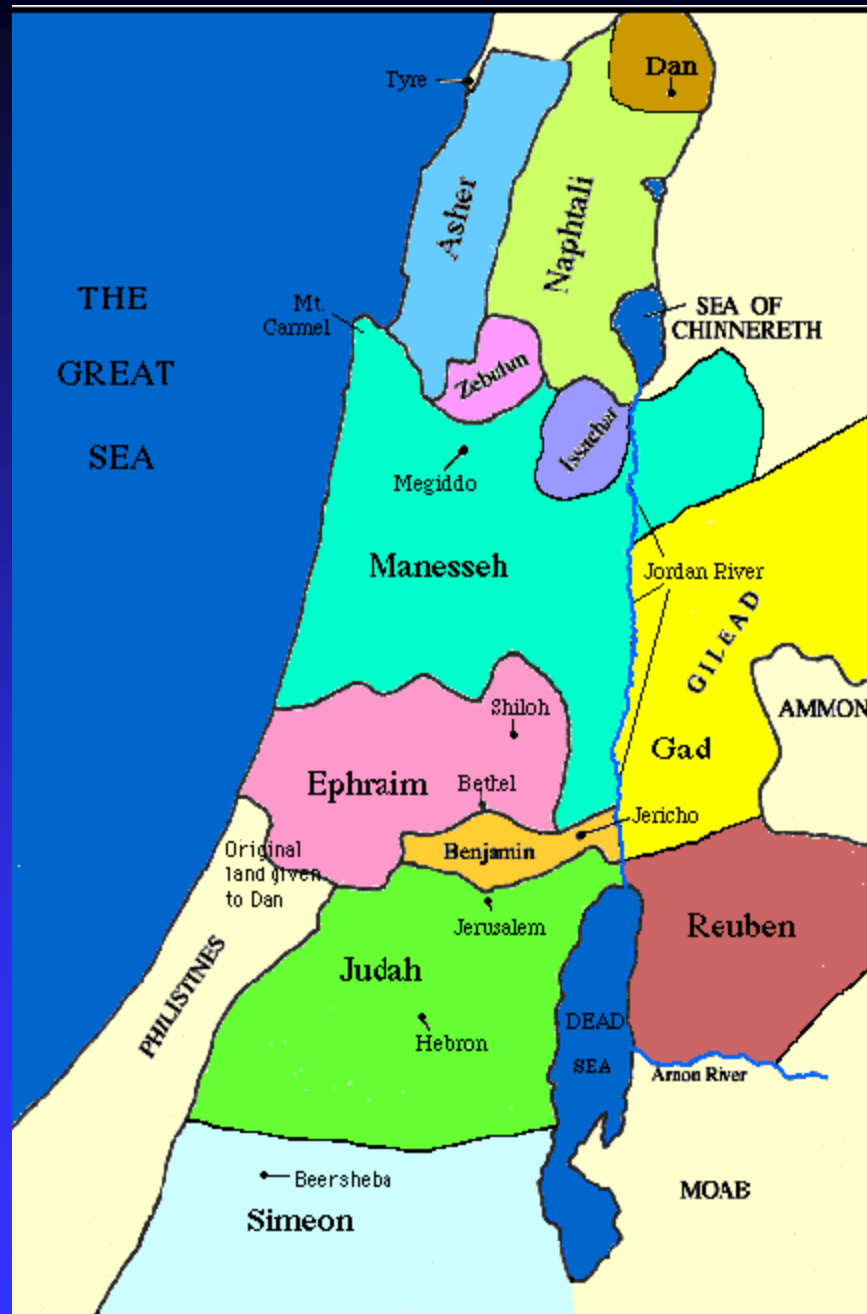 Dan
Tyre
Asher
Naphtali
THE
GREAT
SEA
Mt.
Carmel
SEA OF
CHINNERETH
Zebulun
Issachar
Megiddo
Manesseh
Jordan River
GILEAD
AMMON
Shiloh
Gad
Ephraim
Bethel
Jericho
Original
land given
to Dan
Benjamin
Jerusalem
Reuben
PHILISTINES
Judah
Hebron
DEAD
SEA
Arnon River
Beersheba
MOAB
Simeon